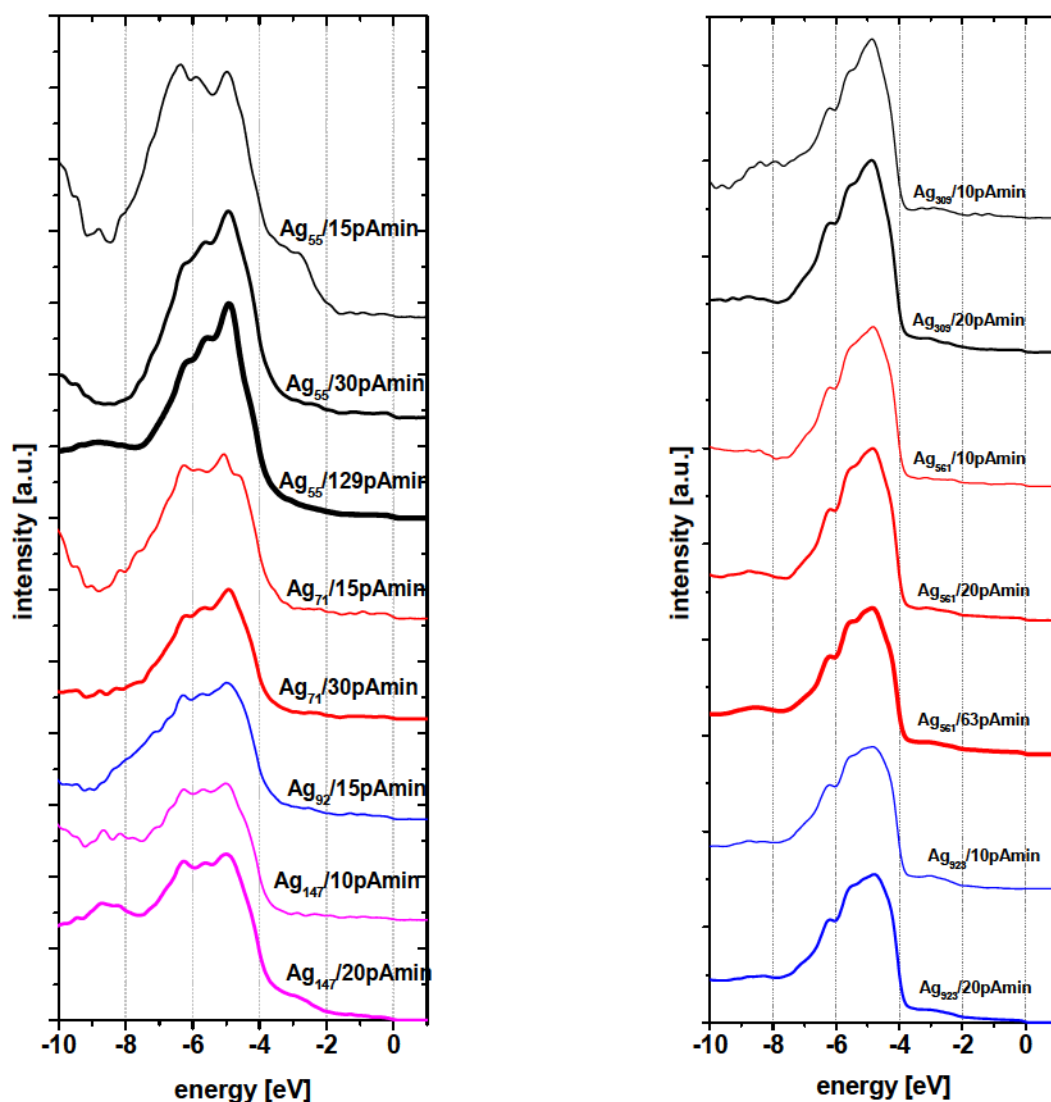 Ag55/15pAmin
Ag55/30pAmin
Ag55/129pAmin
Ag71/15pAmin
Ag71/30pAmin
Ag92/15pAmin
Ag147/10pAmin
Ag147/20pAmin
intensity [a.u.]
-10 -8 -6 -4 -2 0
energy [eV]
Ag309/10pAmin
Ag309/20pAmin
Ag561/10pAmin
Ag561/20pAmin
Ag561/63pAmin
Ag923/10pAmin
Ag923/20pAmin
intensity [a.u.]
-10 -8 -6 -4 -2 0
energy [eV]